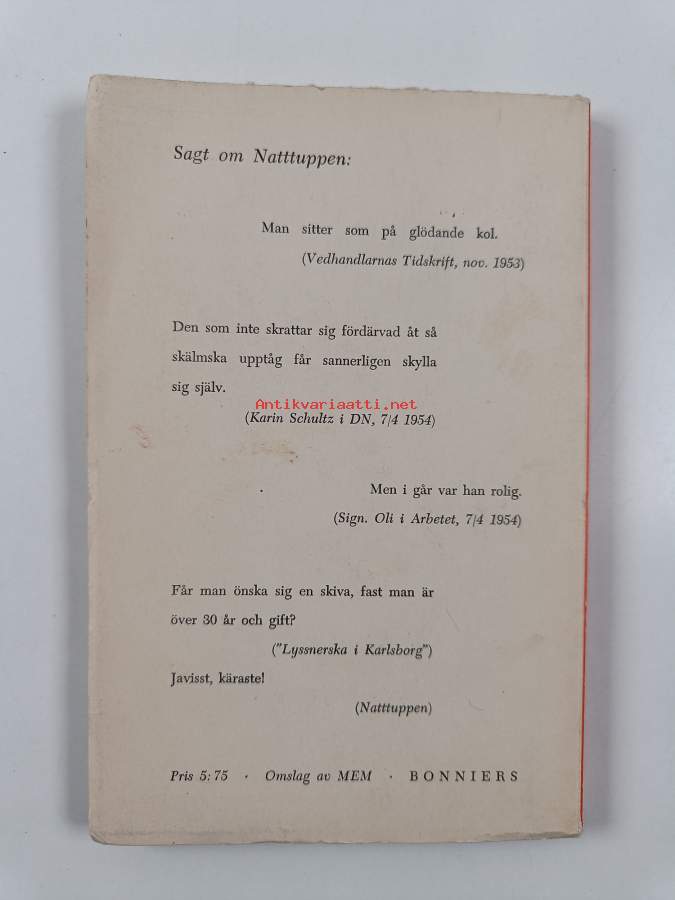 Sagt om Natttuppen:
Man sitter som på glödande kol.
(Vedhandlarnas Tidskrift, nov. 1953)
Den som inte skrattar sig fördärvad åt så
skälmska upptåg får sannerligen skylla
sig själv.
Antikvariaatti.net
(Karin Schultz i DN, 7/4 1954)
Men i går var han rolig.
(Sign. Oli i Arbetet, 7/4 1954)
Får man önska sig en skiva, fast man är
över 30 år och gift?
("Lyssnerska i Karlsborg")
Javisst, käraste!
(Natttuppen)
Pris 5:75 · Omslag av MEM · BONNIERS